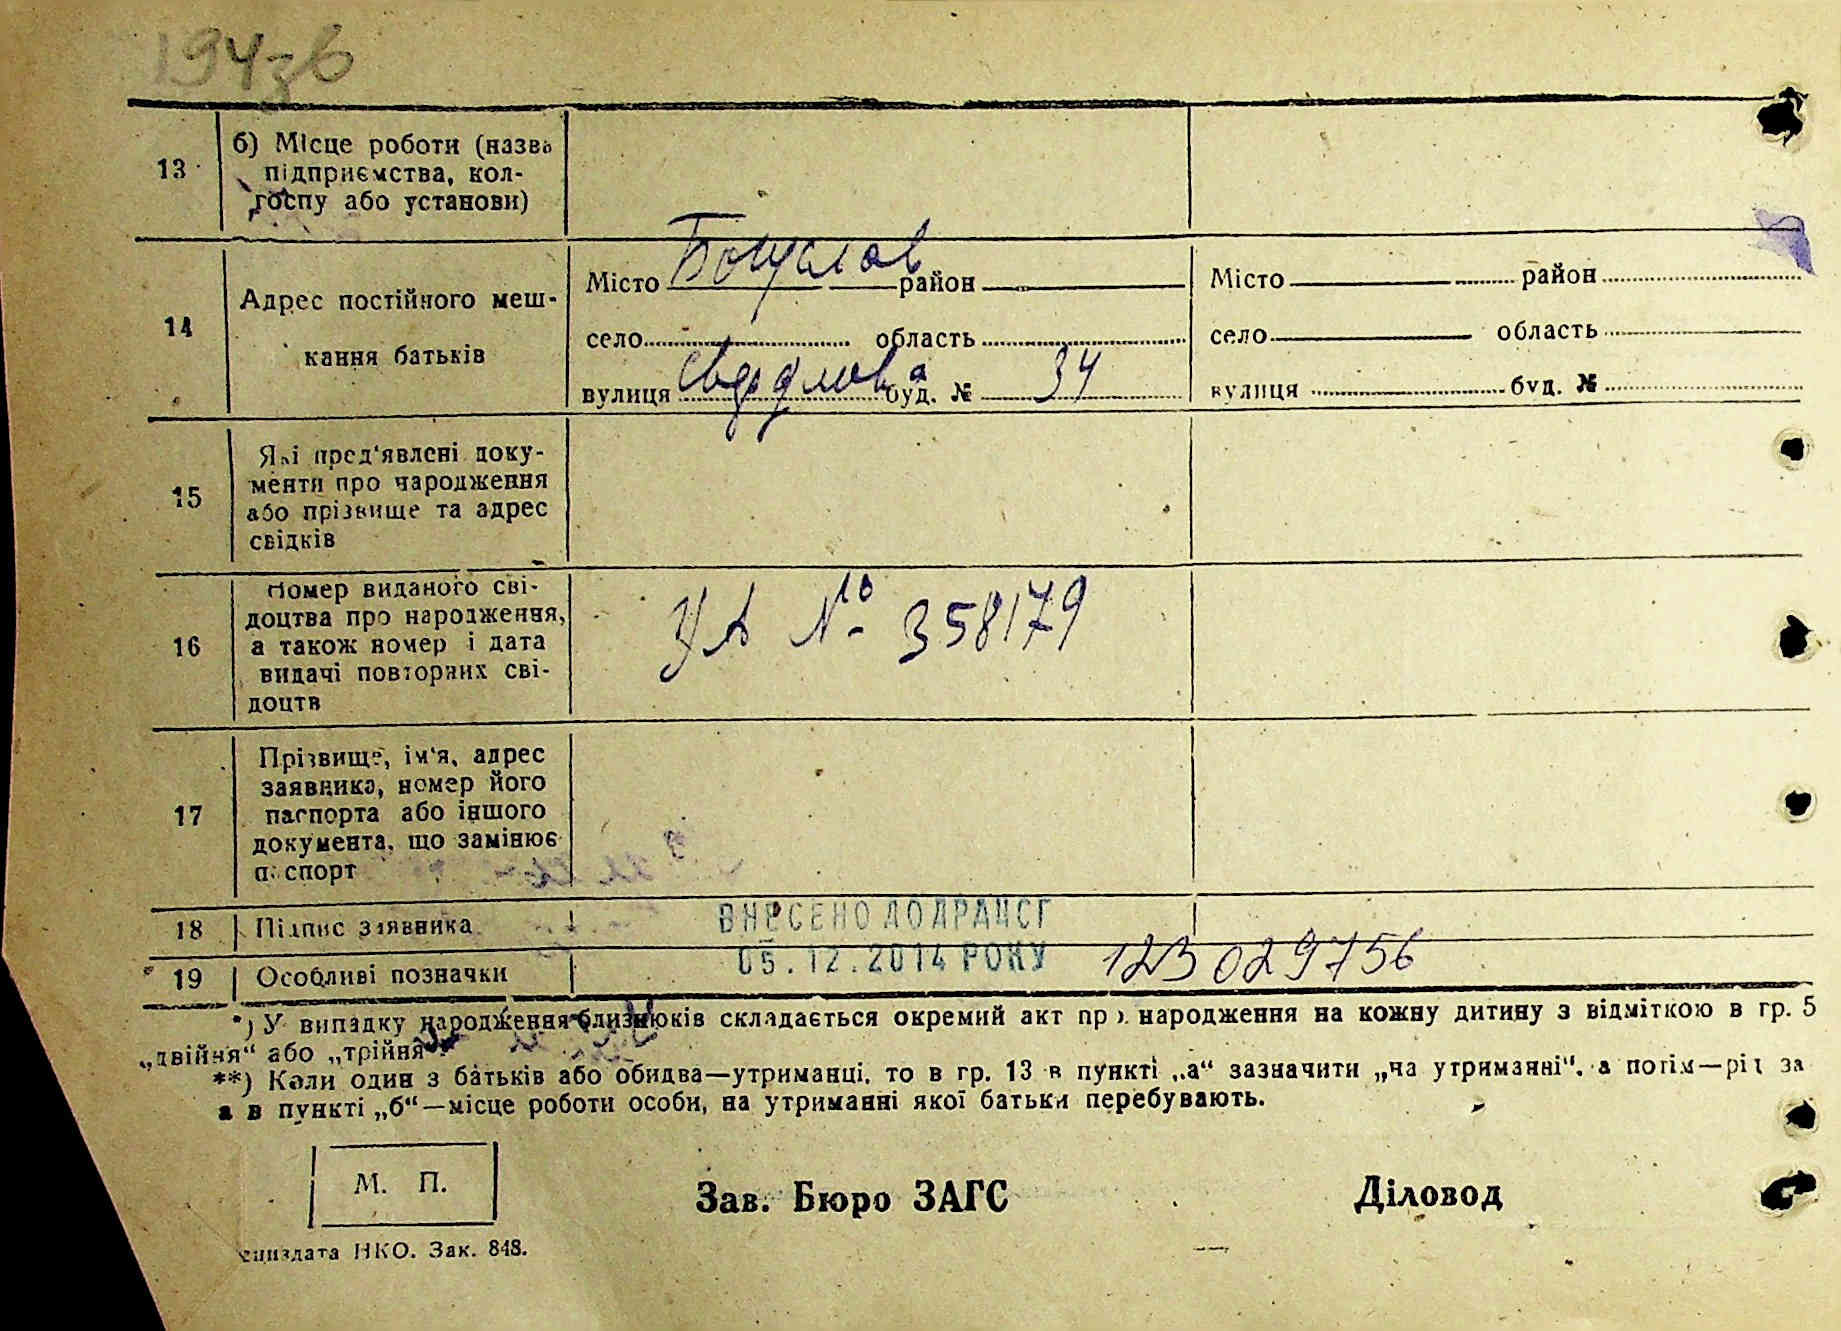 194зв
13
б) Місце роботи (назва
підприємства, кол-
госпу або установи)
14
Адрес постійного меш-
кання батьків
Місто Богуслав район
село область
вулиця Свердлова буд. № 34
Місто район
село область
вулиця буд. №
15
Які пред'явлені доку-
менти про народження
або прізвище та адрес
свідків
16
Номер виданого сві-
доцтва про народження,
а також номер і дата
видачі повторних сві-
доцтв
УА № 358179
17
Прізвище, ім'я, адрес
заявника, номер його
паспорта або іншого
документа, що замінює
паспорт
18 Підпис заявника
ВНЕСЕНО ДО ДРАЦСГ
05.12.2014 РОКУ
123029756
19 Особливі позначки
*) У випадку народження близнюків складається окремий акт про народження на кожну дитину з відміткою в гр. 5
„двійня“ або „трійня“.
**) Коли один з батьків або обидва—утриманці, то в гр. 13 в пункті „а“ зазначити „на утриманні“, а потім—рід за
а в пункті „б“—місце роботи особи, на утриманні якої батьки перебувають.
М. П.
Зав. Бюро ЗАГС
Діловод
НКО. Зак. 848.